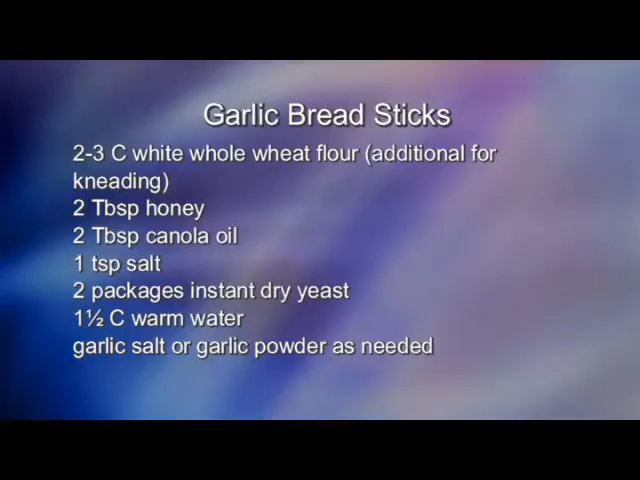 Garlic Bread Sticks
2-3 C white whole wheat flour (additional for
kneading)
2 Tbsp honey
2 Tbsp canola oil
1 tsp salt
2 packages instant dry yeast
1½ C warm water
garlic salt or garlic powder as needed